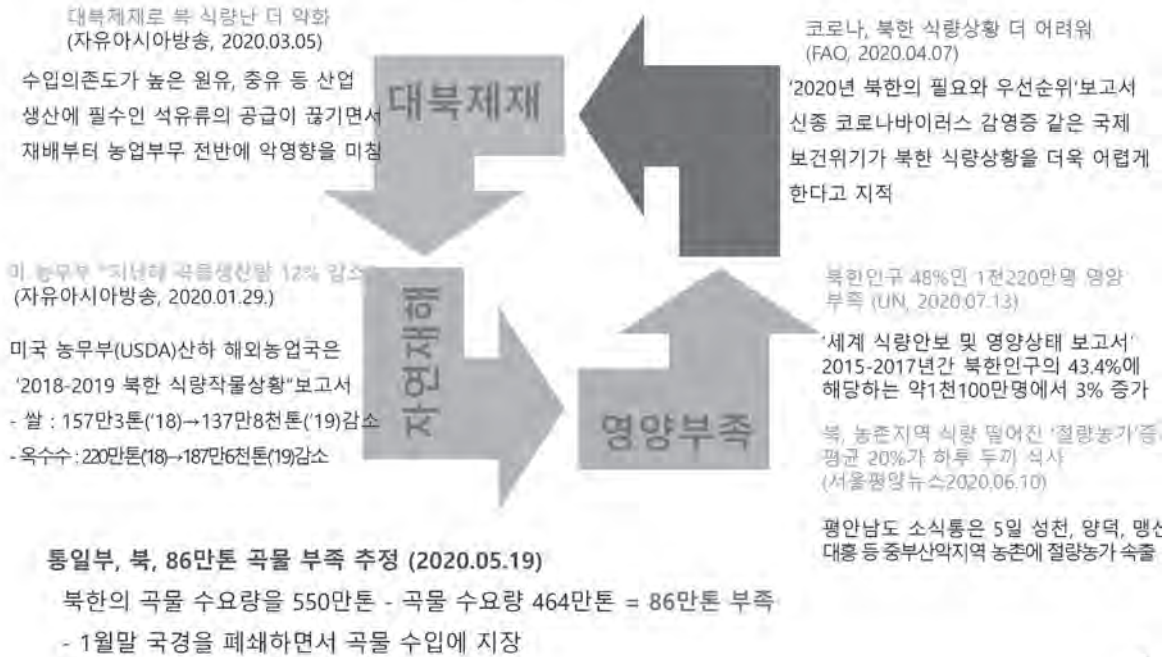 대북제재로 북 식량난 더 악화
(자유아시아방송, 2020.03.05)
수입의존도가 높은 원유, 중유 등 산업
생산에 필수인 석유류의 공급이 끊기면서
재배부터 농업부무 전반에 악영향을 미침
대북제재
코로나, 북한 식량상황 더 어려워
(FAO, 2020.04.07)
'2020년 북한의 필요와 우선순위'보고서
신종 코로나바이러스 감영증 같은 국제
보건위기가 북한 식량상황을 더욱 어렵게
한다고 지적
미 농무부 "지난해 곡물생산량 12% 감소
(자유아시아방송, 2020.01.29.)
미국 농무부(USDA)산하 해외농업국은
'2018-2019 북한 식량작물상황"보고서
- 쌀 : 157만3톤('18)→137만8천톤('19)감소
- 옥수수 : 220만톤(18)→187만6천톤(19)감소
자연재해
영양부족
북한인구 48%인 1천220만명 영양
부족 (UN, 2020.07.13)
'세계 식량안보 및 영양상태 보고서'
2015-2017년간 북한인구의 43.4%에
해당하는 약1천100만명에서 3% 증가
북, 농촌지역 식량 떨어진 '절량농가'증
평균 20%가 하루 두끼 식사
(서울평양뉴스2020.06.10)
평안남도 소식통은 5일 성천, 양덕, 맹산
대흥 등 중부산악지역 농촌에 절량농가 속출
통일부, 북, 86만톤 곡물 부족 추정 (2020.05.19)
북한의 곡물 수요량을 550만톤 - 곡물 수요량 464만톤 = 86만톤 부족
- 1월말 국경을 폐쇄하면서 곡물 수입에 지장